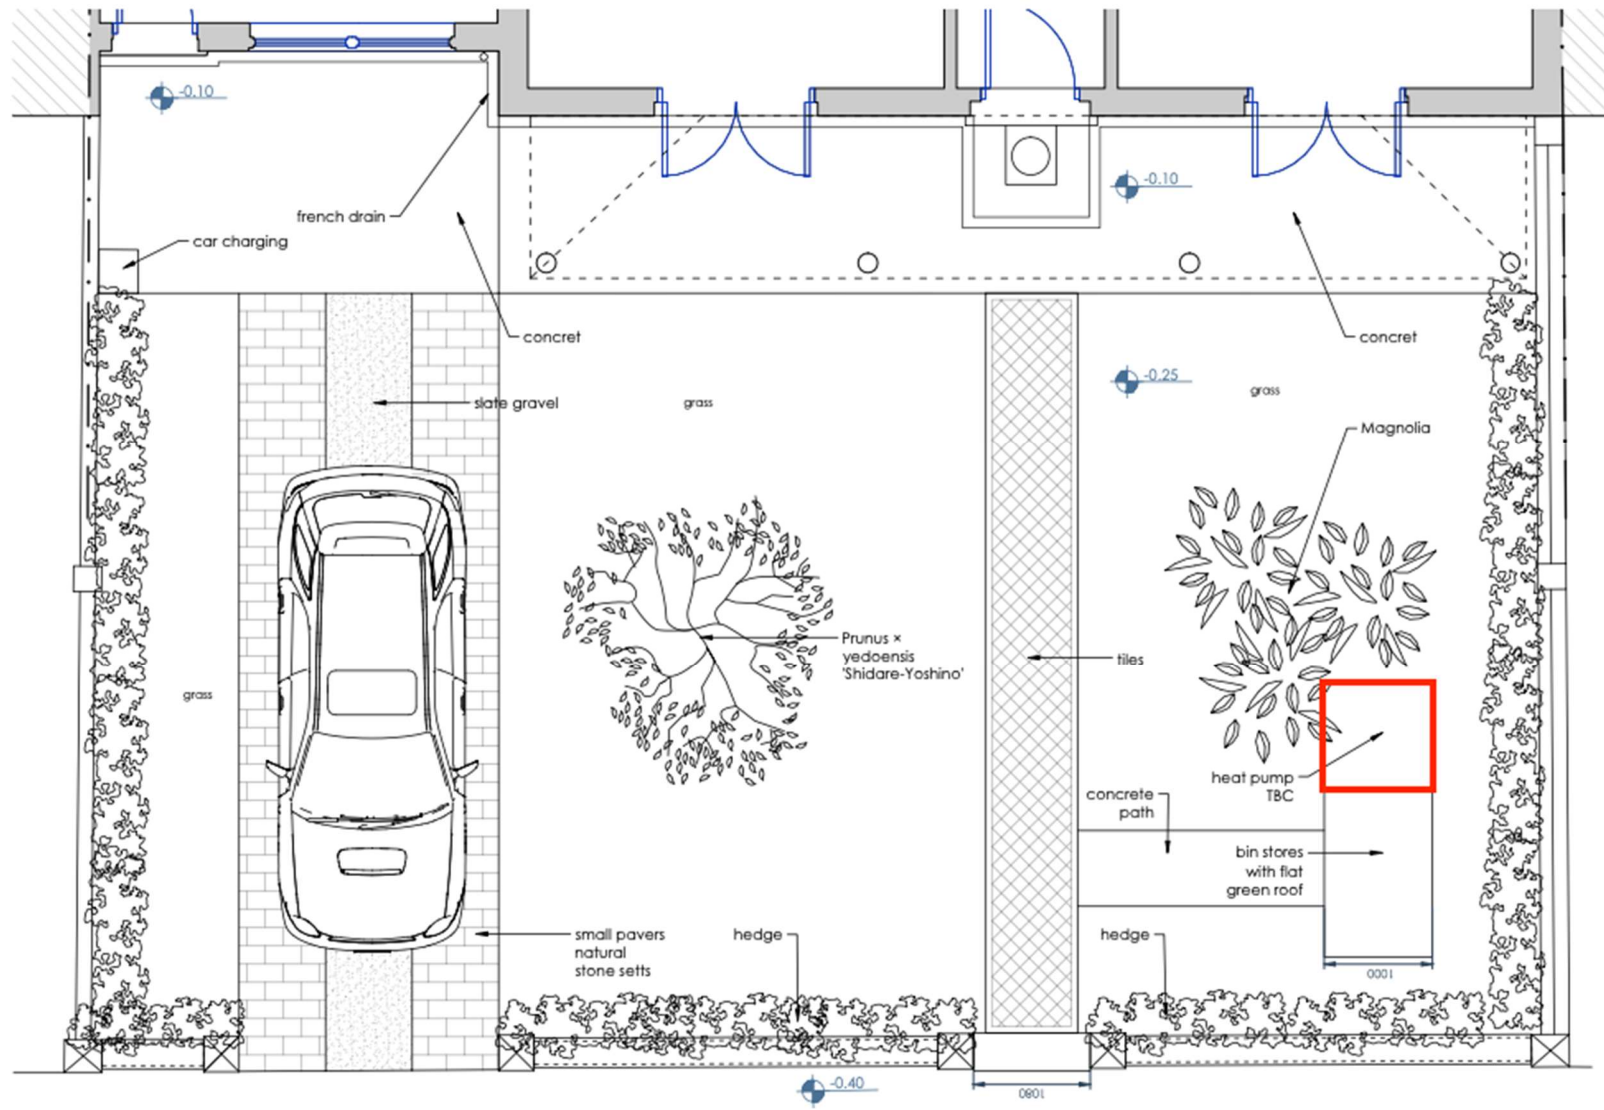 -0.10
french drain
-0.10
car charging
concret
concret
-0.25
slate gravel
grass
grass
Magnolia
Prunus ×
yedoensis
'Shidare-Yoshino'
tiles
grass
heat pump
TBC
concrete
path
bin stores
with flat
green roof
small pavers
natural
stone setts
hedge
hedge
1000
-0.40
1080